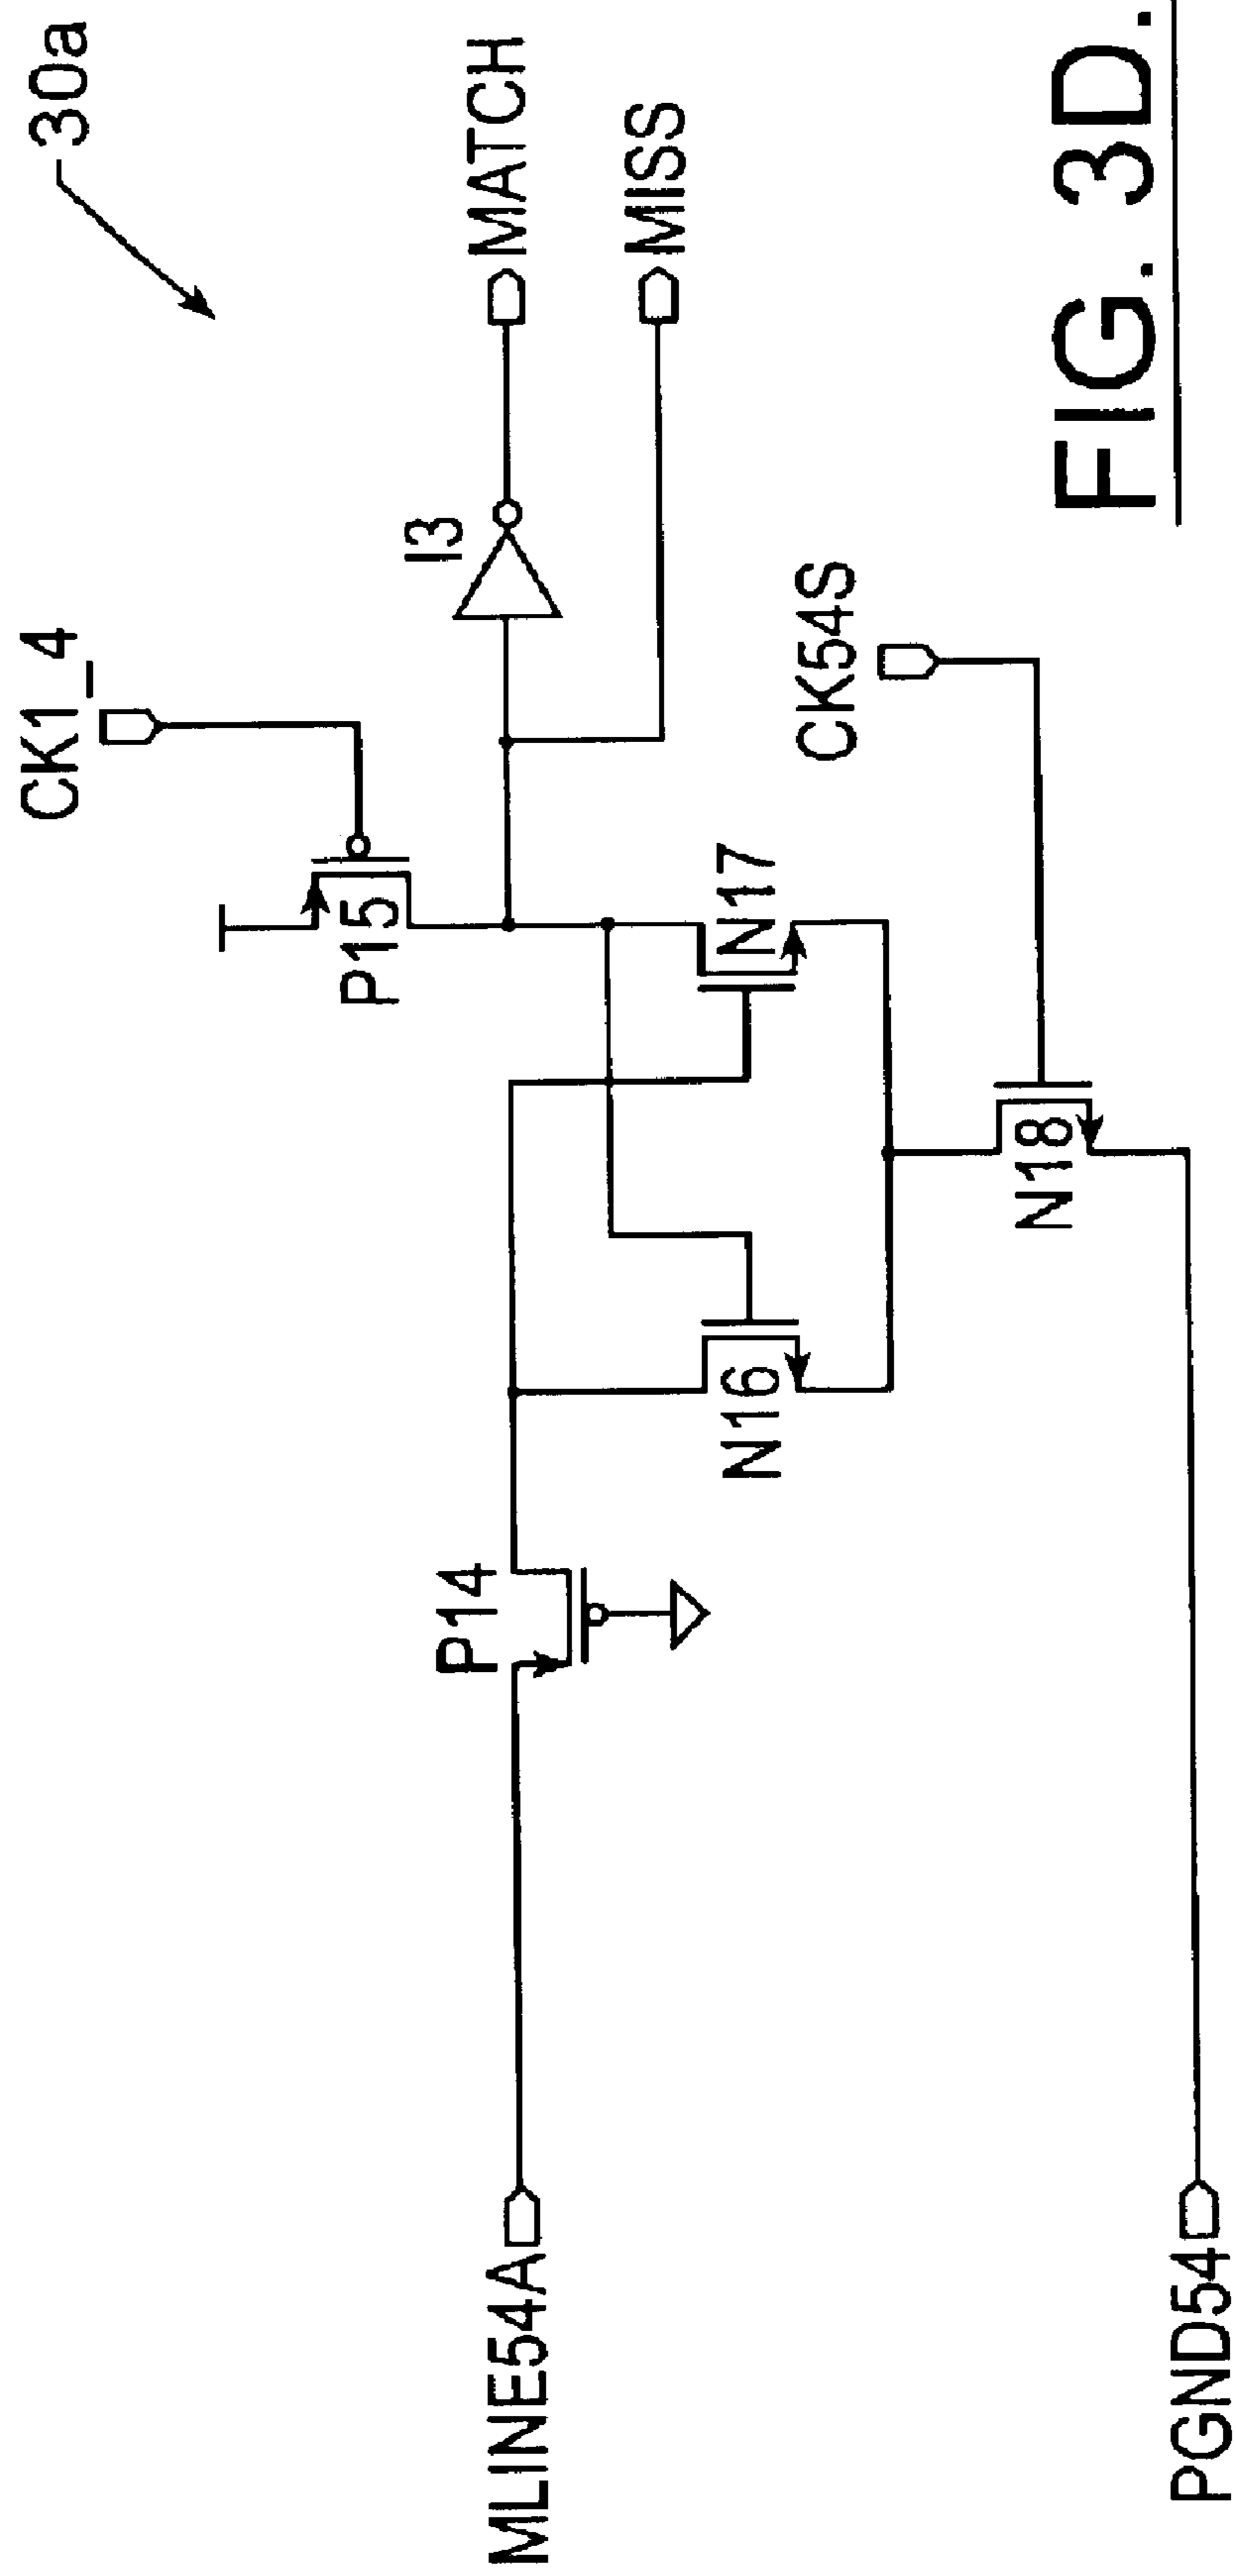 30a
CK1_4
MATCH
I3
MISS
P15
P14
N17
N16
CK54S
N18
MLINE54A
PGND54
FIG. 3D.